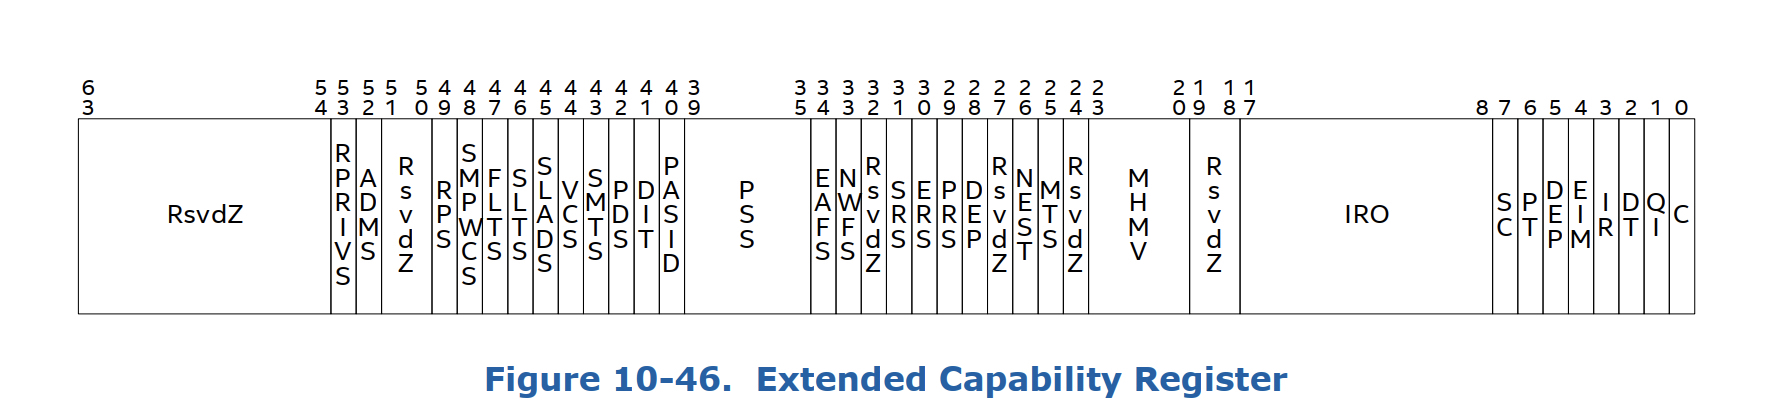 63 54 53 52 51 50 49 48 47 46 45 44 43 42 41 40 39 35 34 33 32 31 30 29 28 27 26 25 24 23 20 19 18 17 8 7 6 5 4 3 2 1 0
RsvdZ RPRIVS ADMS RsvdZ RPS SMPWCS FLTS SLTS SLADS VCS SMTS PDS DIT PASID PSS EAFS NWFS RsvdZ SRS ERS PRS DEP RsvdZ NEST MTS RsvdZ MHMV RsvdZ IRO SC PT DEP EIM IR DT QI C
Figure 10-46. Extended Capability Register